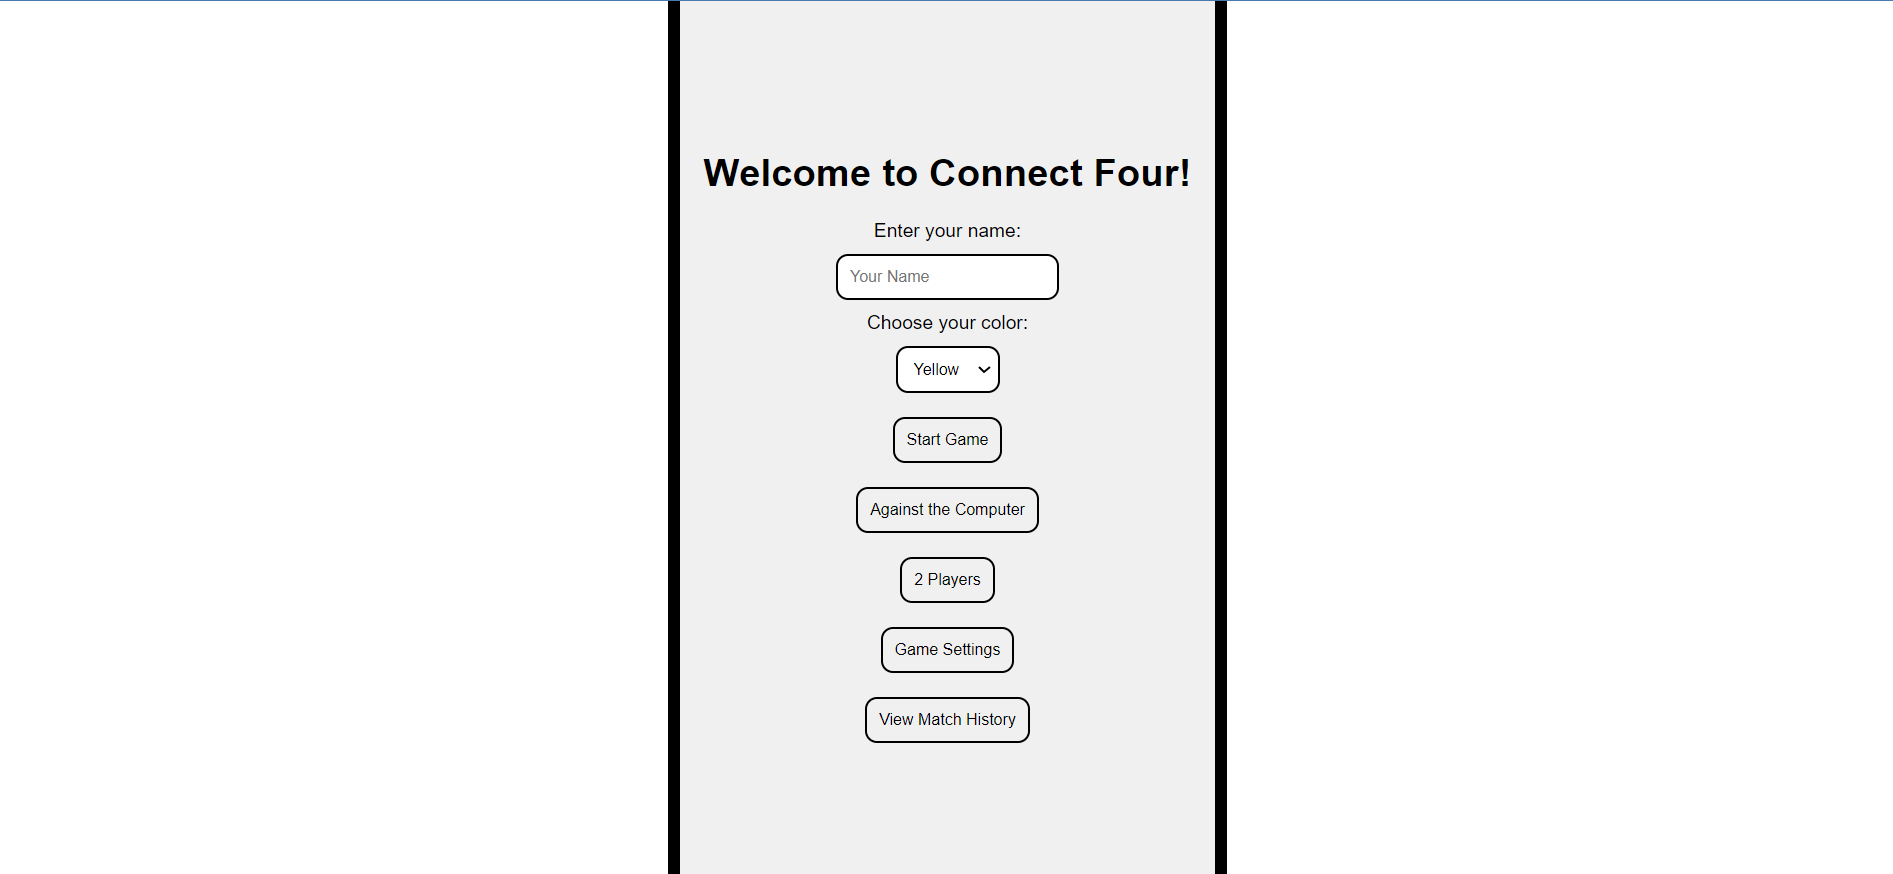 Welcome to Connect Four!
Enter your name:
Your Name
Choose your color:
Yellow
Start Game
Against the Computer
2 Players
Game Settings
View Match History